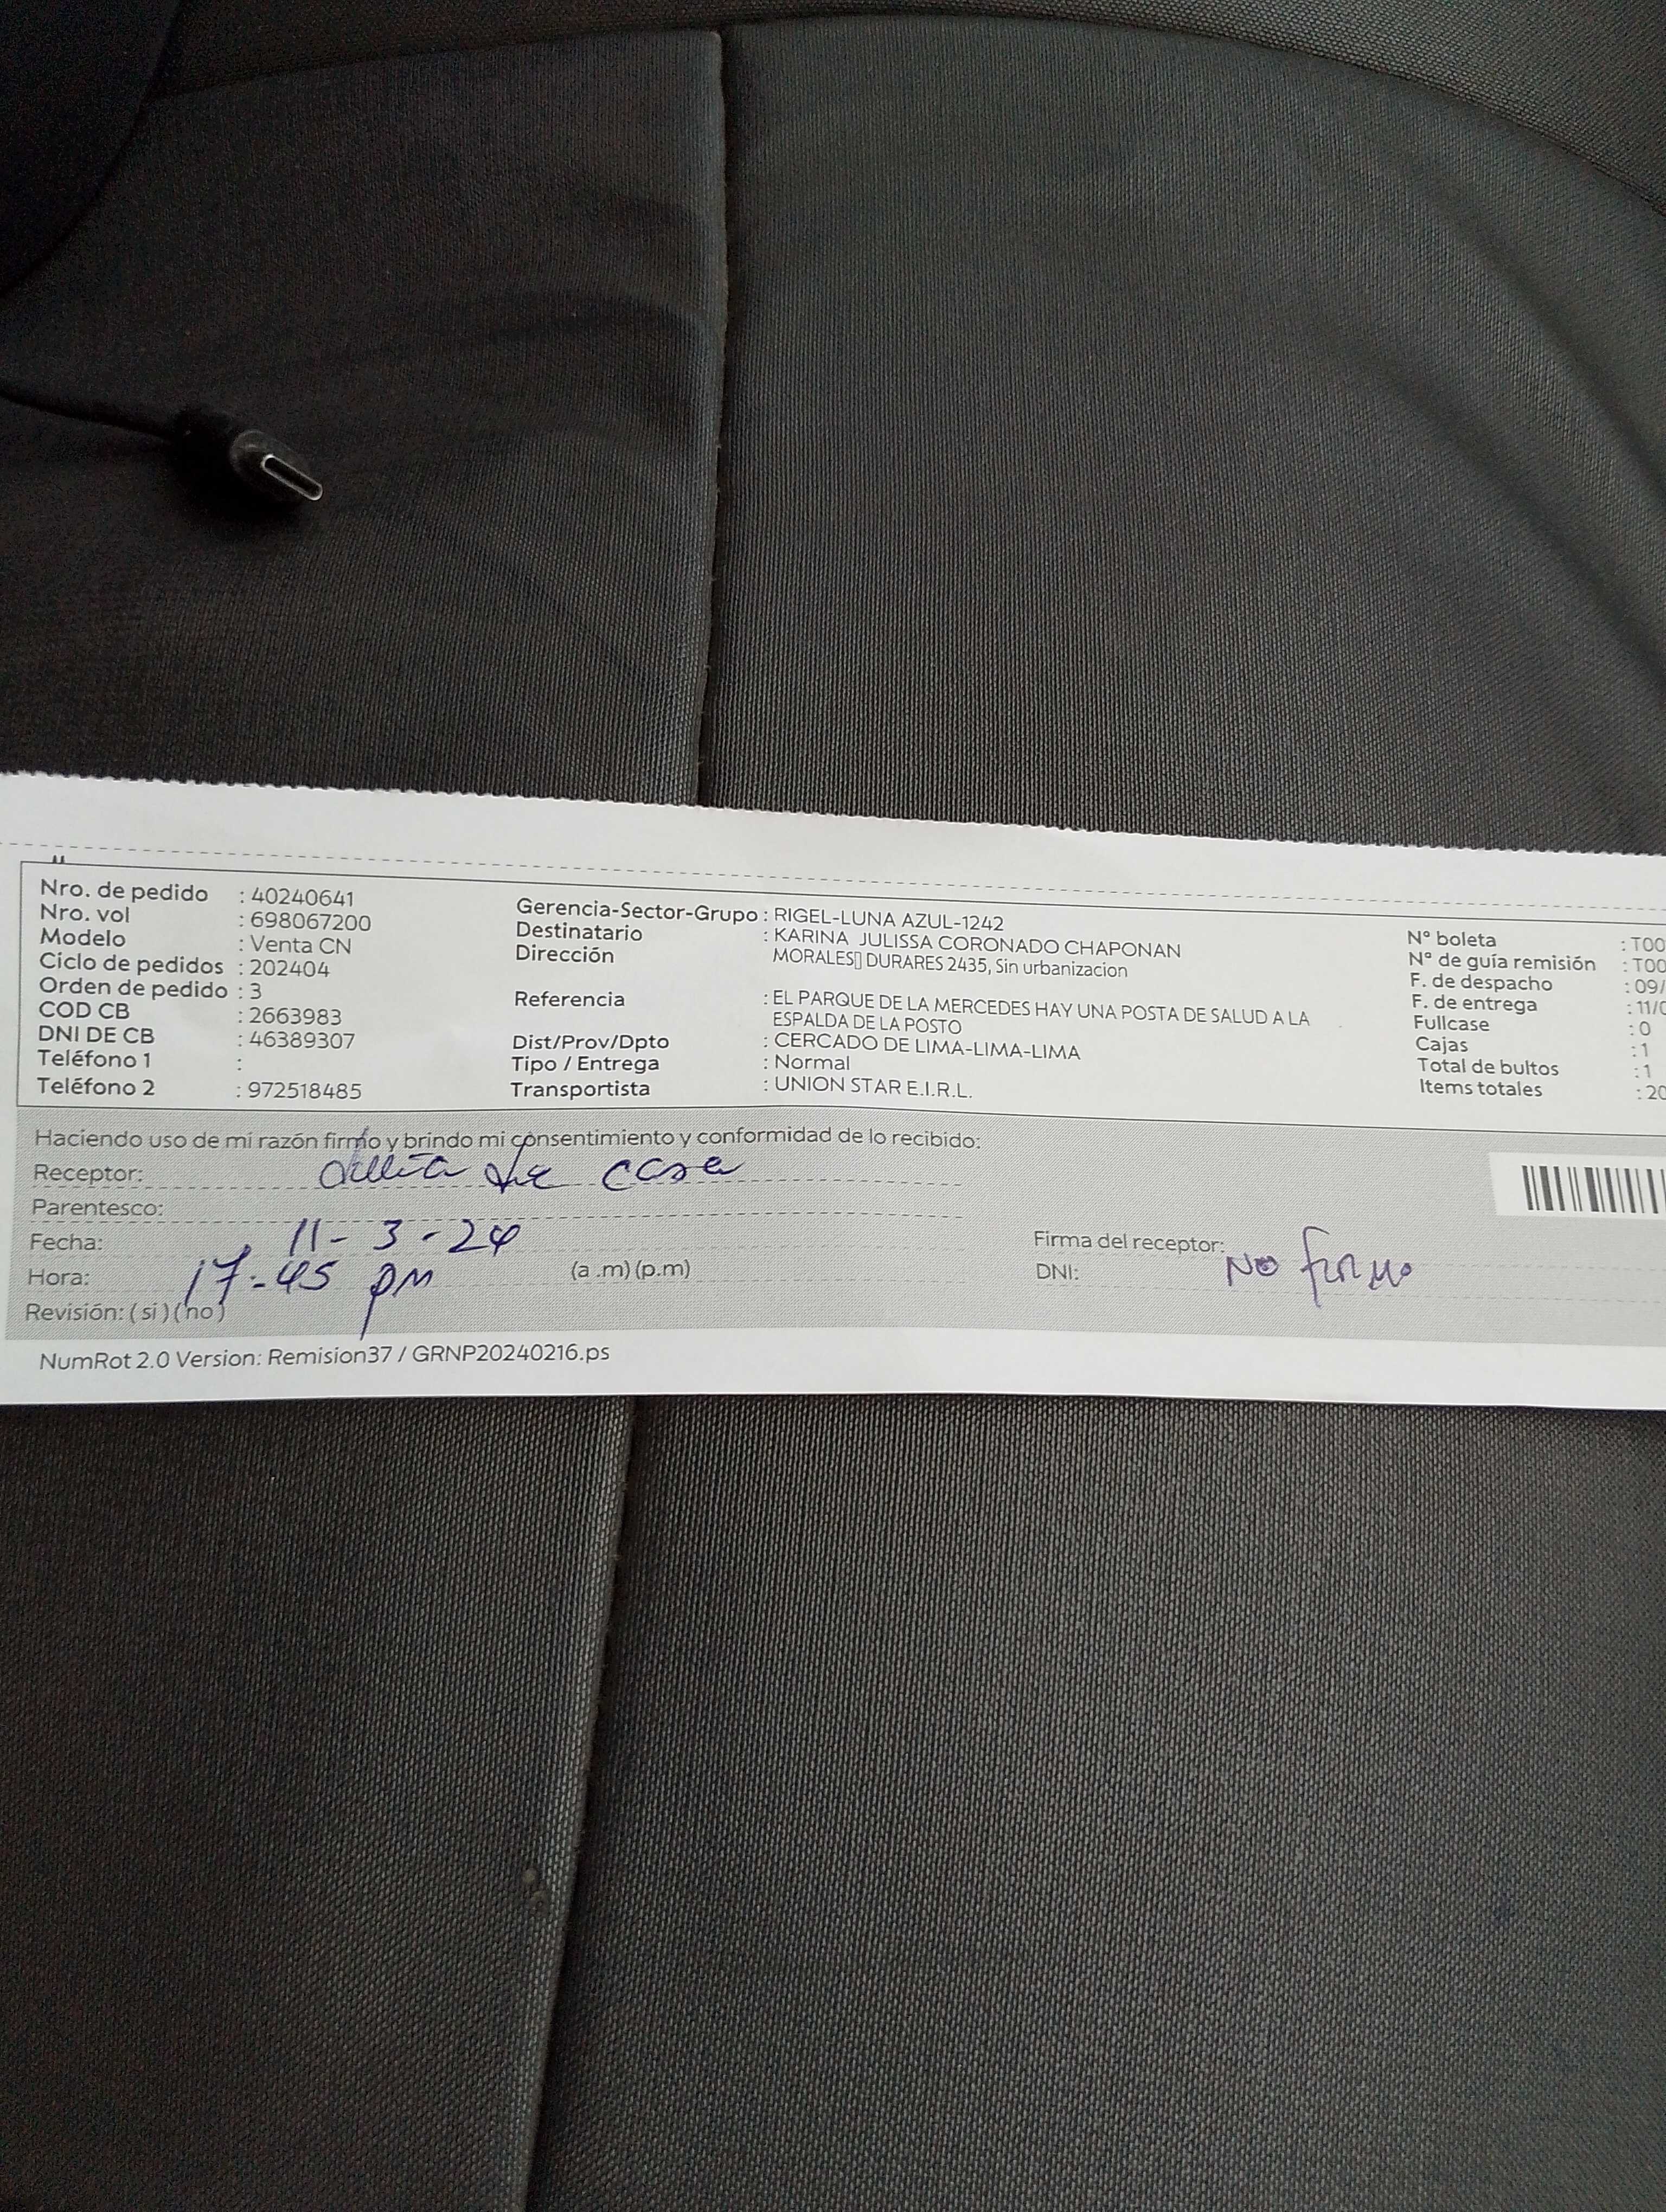 Nro. de pedido : 40240641
Nro. vol : 698067200
Modelo : Venta CN
Ciclo de pedidos : 202404
Orden de pedido : 3
COD CB : 2663983
DNI DE CB : 46389307
Teléfono 1 :
Teléfono 2 : 972518485
Gerencia-Sector-Grupo : RIGEL-LUNA AZUL-1242
Destinatario : KARINA JULISSA CORONADO CHAPONAN
Dirección MORALES▯ DURARES 2435, Sin urbanizacion
Referencia : EL PARQUE DE LA MERCEDES HAY UNA POSTA DE SALUD A LA
ESPALDA DE LA POSTO
Dist/Prov/Dpto : CERCADO DE LIMA-LIMA-LIMA
Tipo / Entrega : Normal
Transportista : UNION STAR E.I.R.L.
N° boleta : T00
N° de guía remisión : T00
F. de despacho : 09/
F. de entrega : 11/0
Fullcase : 0
Cajas : 1
Total de bultos : 1
Items totales : 20
Haciendo uso de mi razón firmo y brindo mi consentimiento y conformidad de lo recibido:
Receptor: de casa
Parentesco:
Fecha: 11-3-24
Hora: 17-45 pm (a .m) (p.m)
Revisión: ( si ) ( no )
Firma del receptor:
DNI: No firmo
NumRot 2.0 Version: Remision37 / GRNP20240216.ps